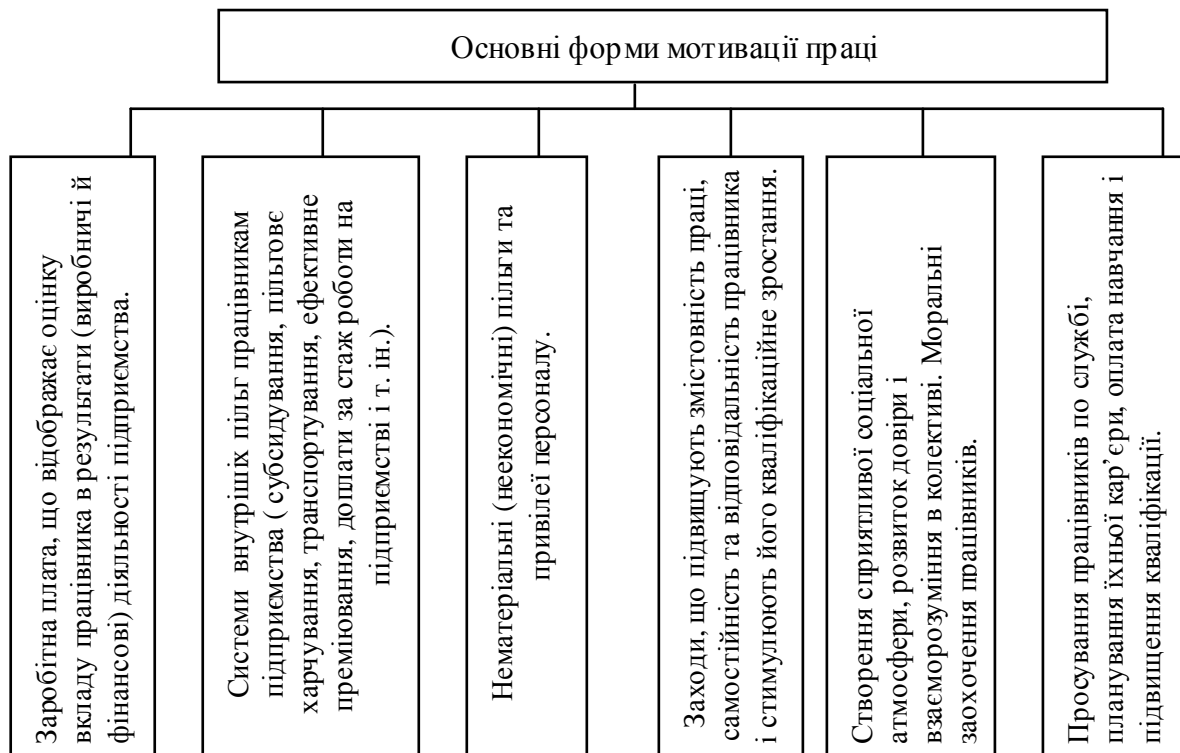 Основні форми мотивації праці
Заробітна плата, що відображає оцінку
вкладу працівника в результати (виробничі й
фінансові) діяльності підприємства.
Системи внутріших пільг працівникам
підприємства ( субсидування, пільговє
харчування, транспортування, ефективне
преміювання, доплати за стаж роботи на
підприємстві і т. ін.).
Нематеріальні (неекономічні) пільги та
привілеї персоналу.
Заходи, що підвищують змістовність праці,
самостійність та відповідальність працівника
і стимулюють його кваліфікаційне зростання.
Створення сприятливої соціальної
атмосфери, розвиток довіри і
взаєморозуміння в колективі. Моральні
заохочення працівників.
Просування працівників по службі,
планування їхньої кар’єри, оплата навчання і
підвищення кваліфікації.